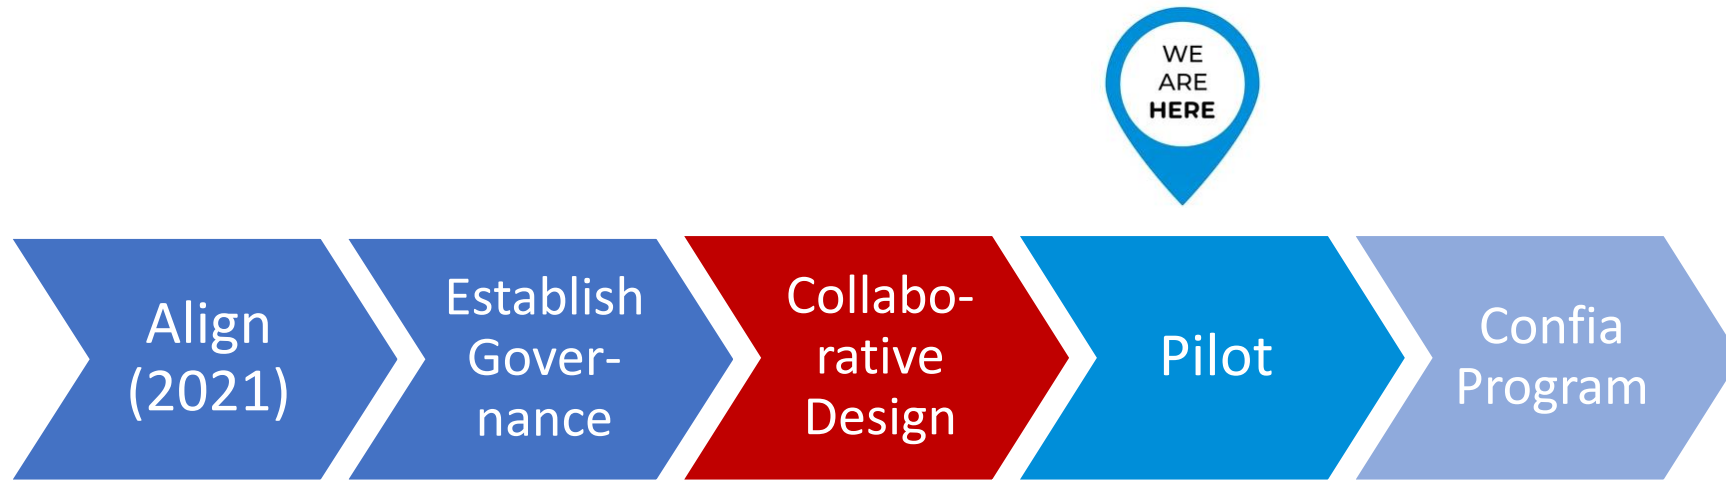 WE
ARE
HERE
Align
(2021)
Establish
Gover-
nance
Collabo-
rative
Design
Pilot
Confia
Program